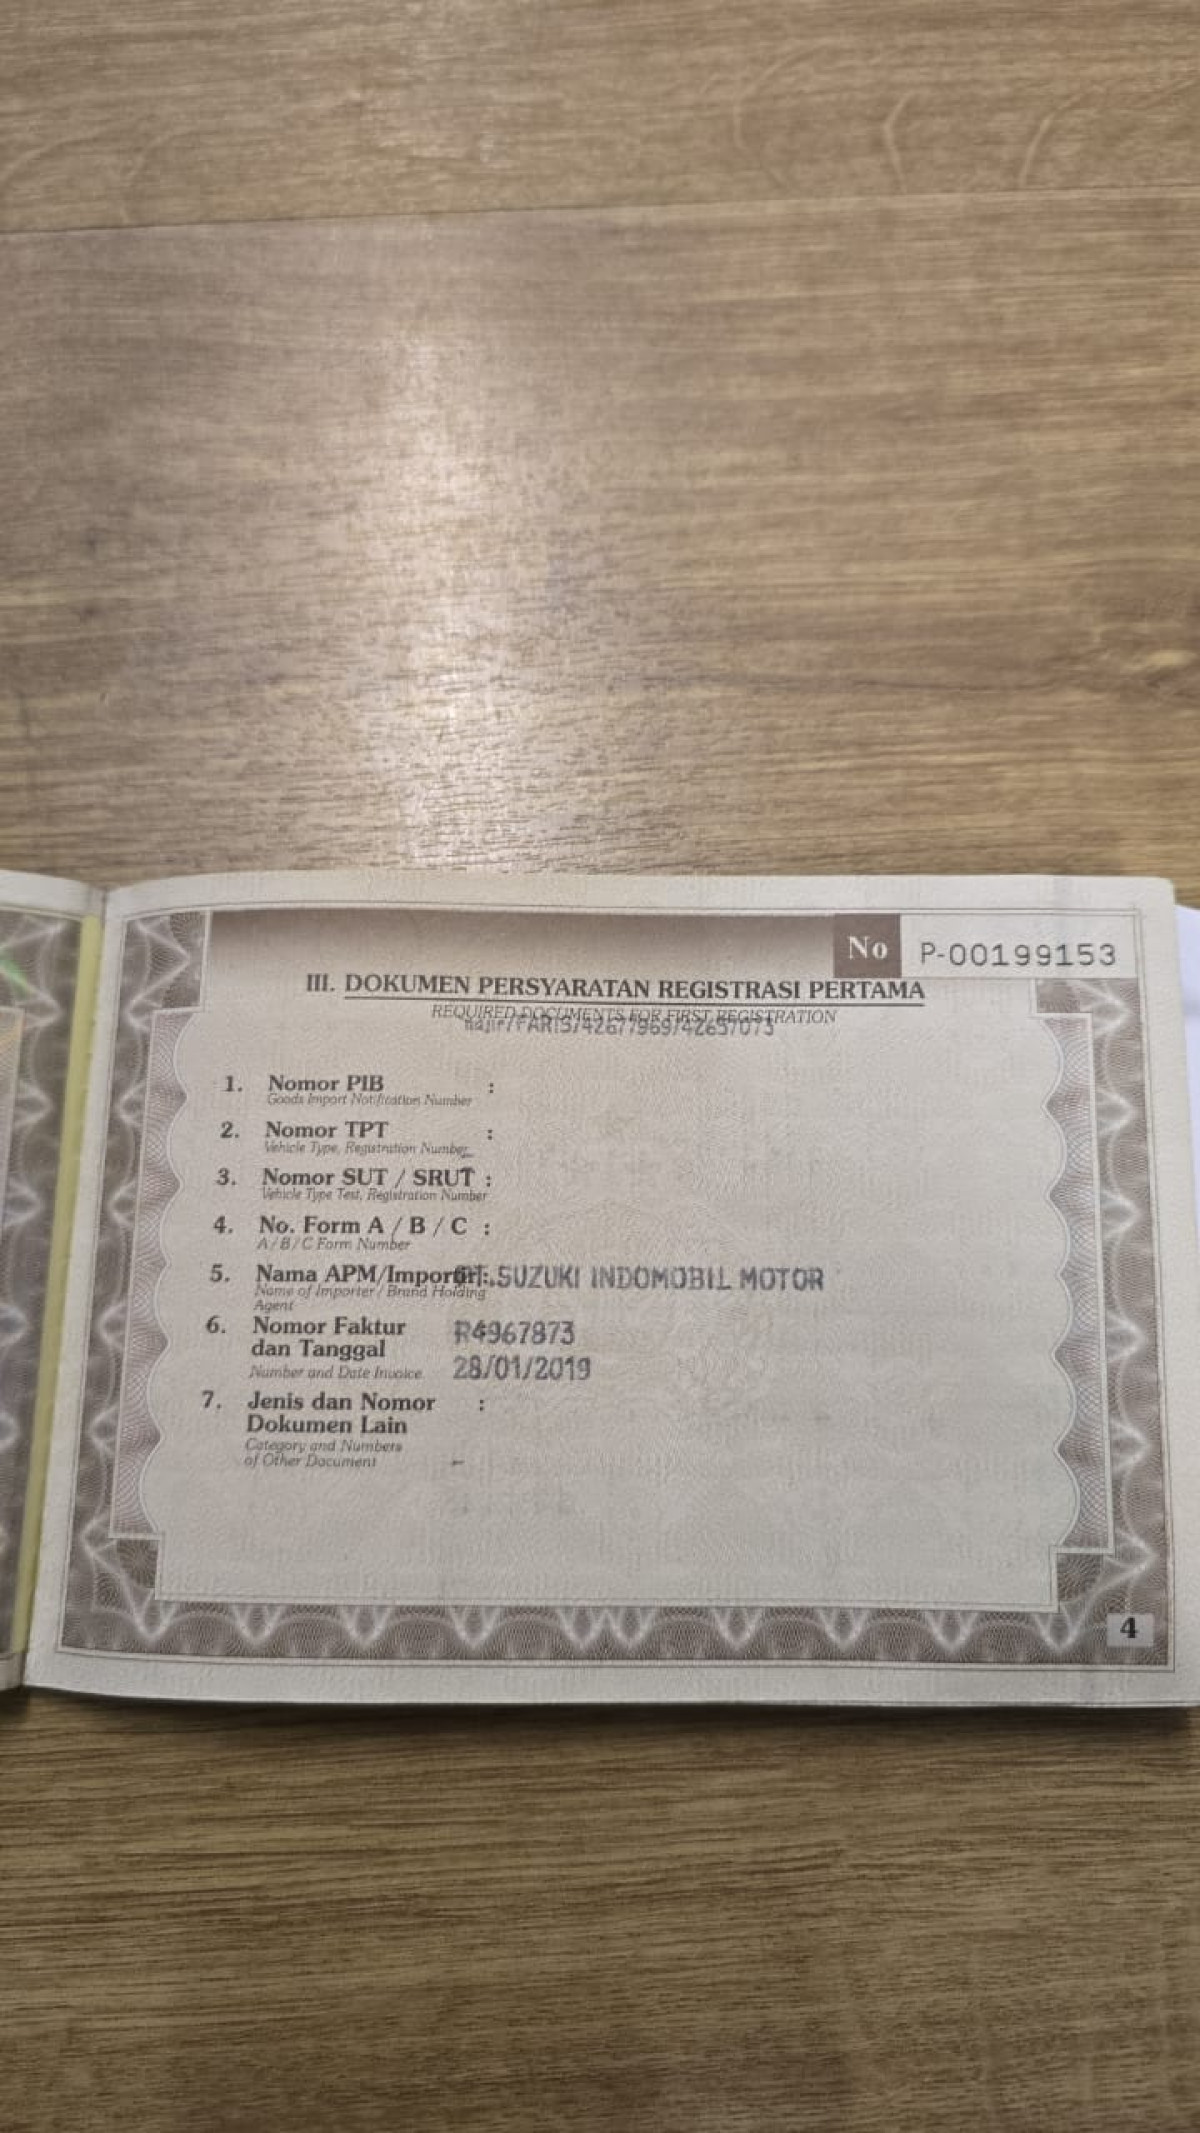 No P-00199153
III. DOKUMEN PERSYARATAN REGISTRASI PERTAMA
REQUIRED DOCUMENTS FOR FIRST REGISTRATION
najir/FARIS/42677969/42657073
1. Nomor PIB :
Goods Import Notification Number
2. Nomor TPT :
Vehicle Type, Registration Number
3. Nomor SUT / SRUT :
Vehicle Type Test, Registration Number
4. No. Form A / B / C :
A / B / C Form Number
5. Nama APM/Importir : PT.SUZUKI INDOMOBIL MOTOR
Name of Importer / Brand Holding
Agent
6. Nomor Faktur R4967873
dan Tanggal 28/01/2019
Number and Date Invoice
7. Jenis dan Nomor :
Dokumen Lain
Category and Numbers
of Other Document -
4